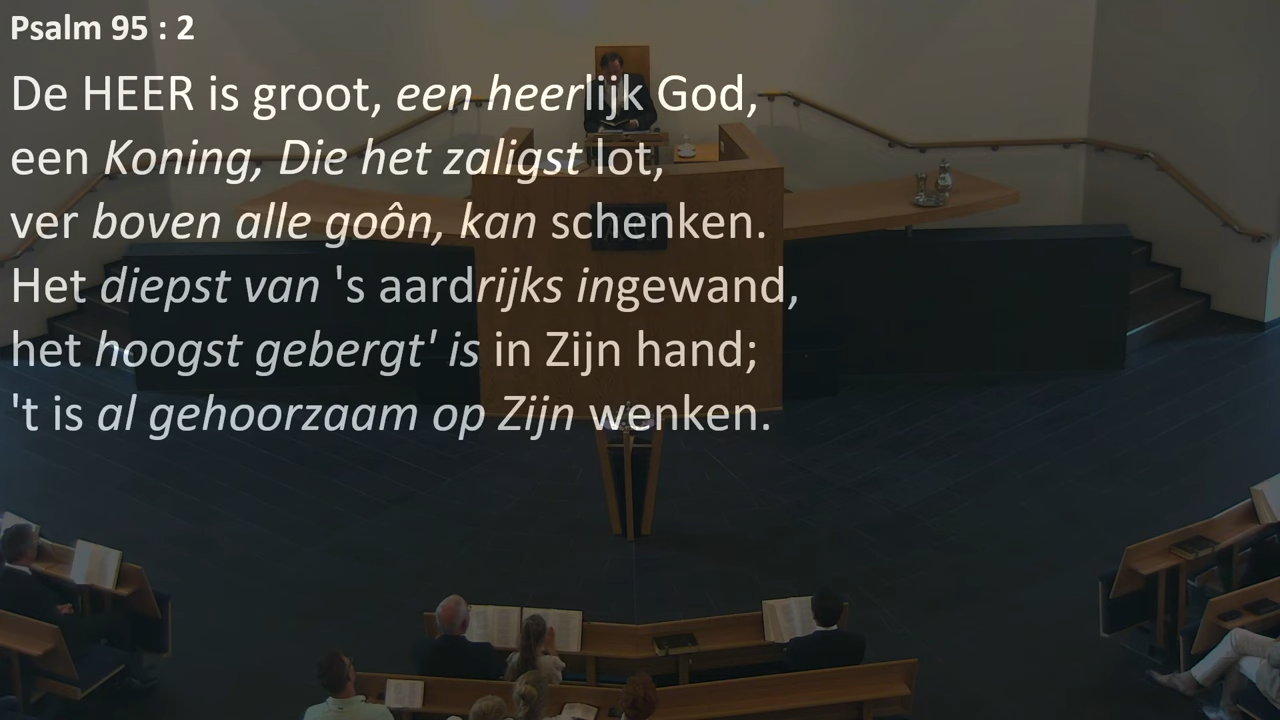 Psalm 95 : 2
De HEER is groot, een heerlijk God,
een Koning, Die het zaligst lot,
ver boven alle goôn, kan schenken.
Het diepst van 's aardrijks ingewand,
het hoogst gebergt' is in Zijn hand;
't is al gehoorzaam op Zijn wenken.